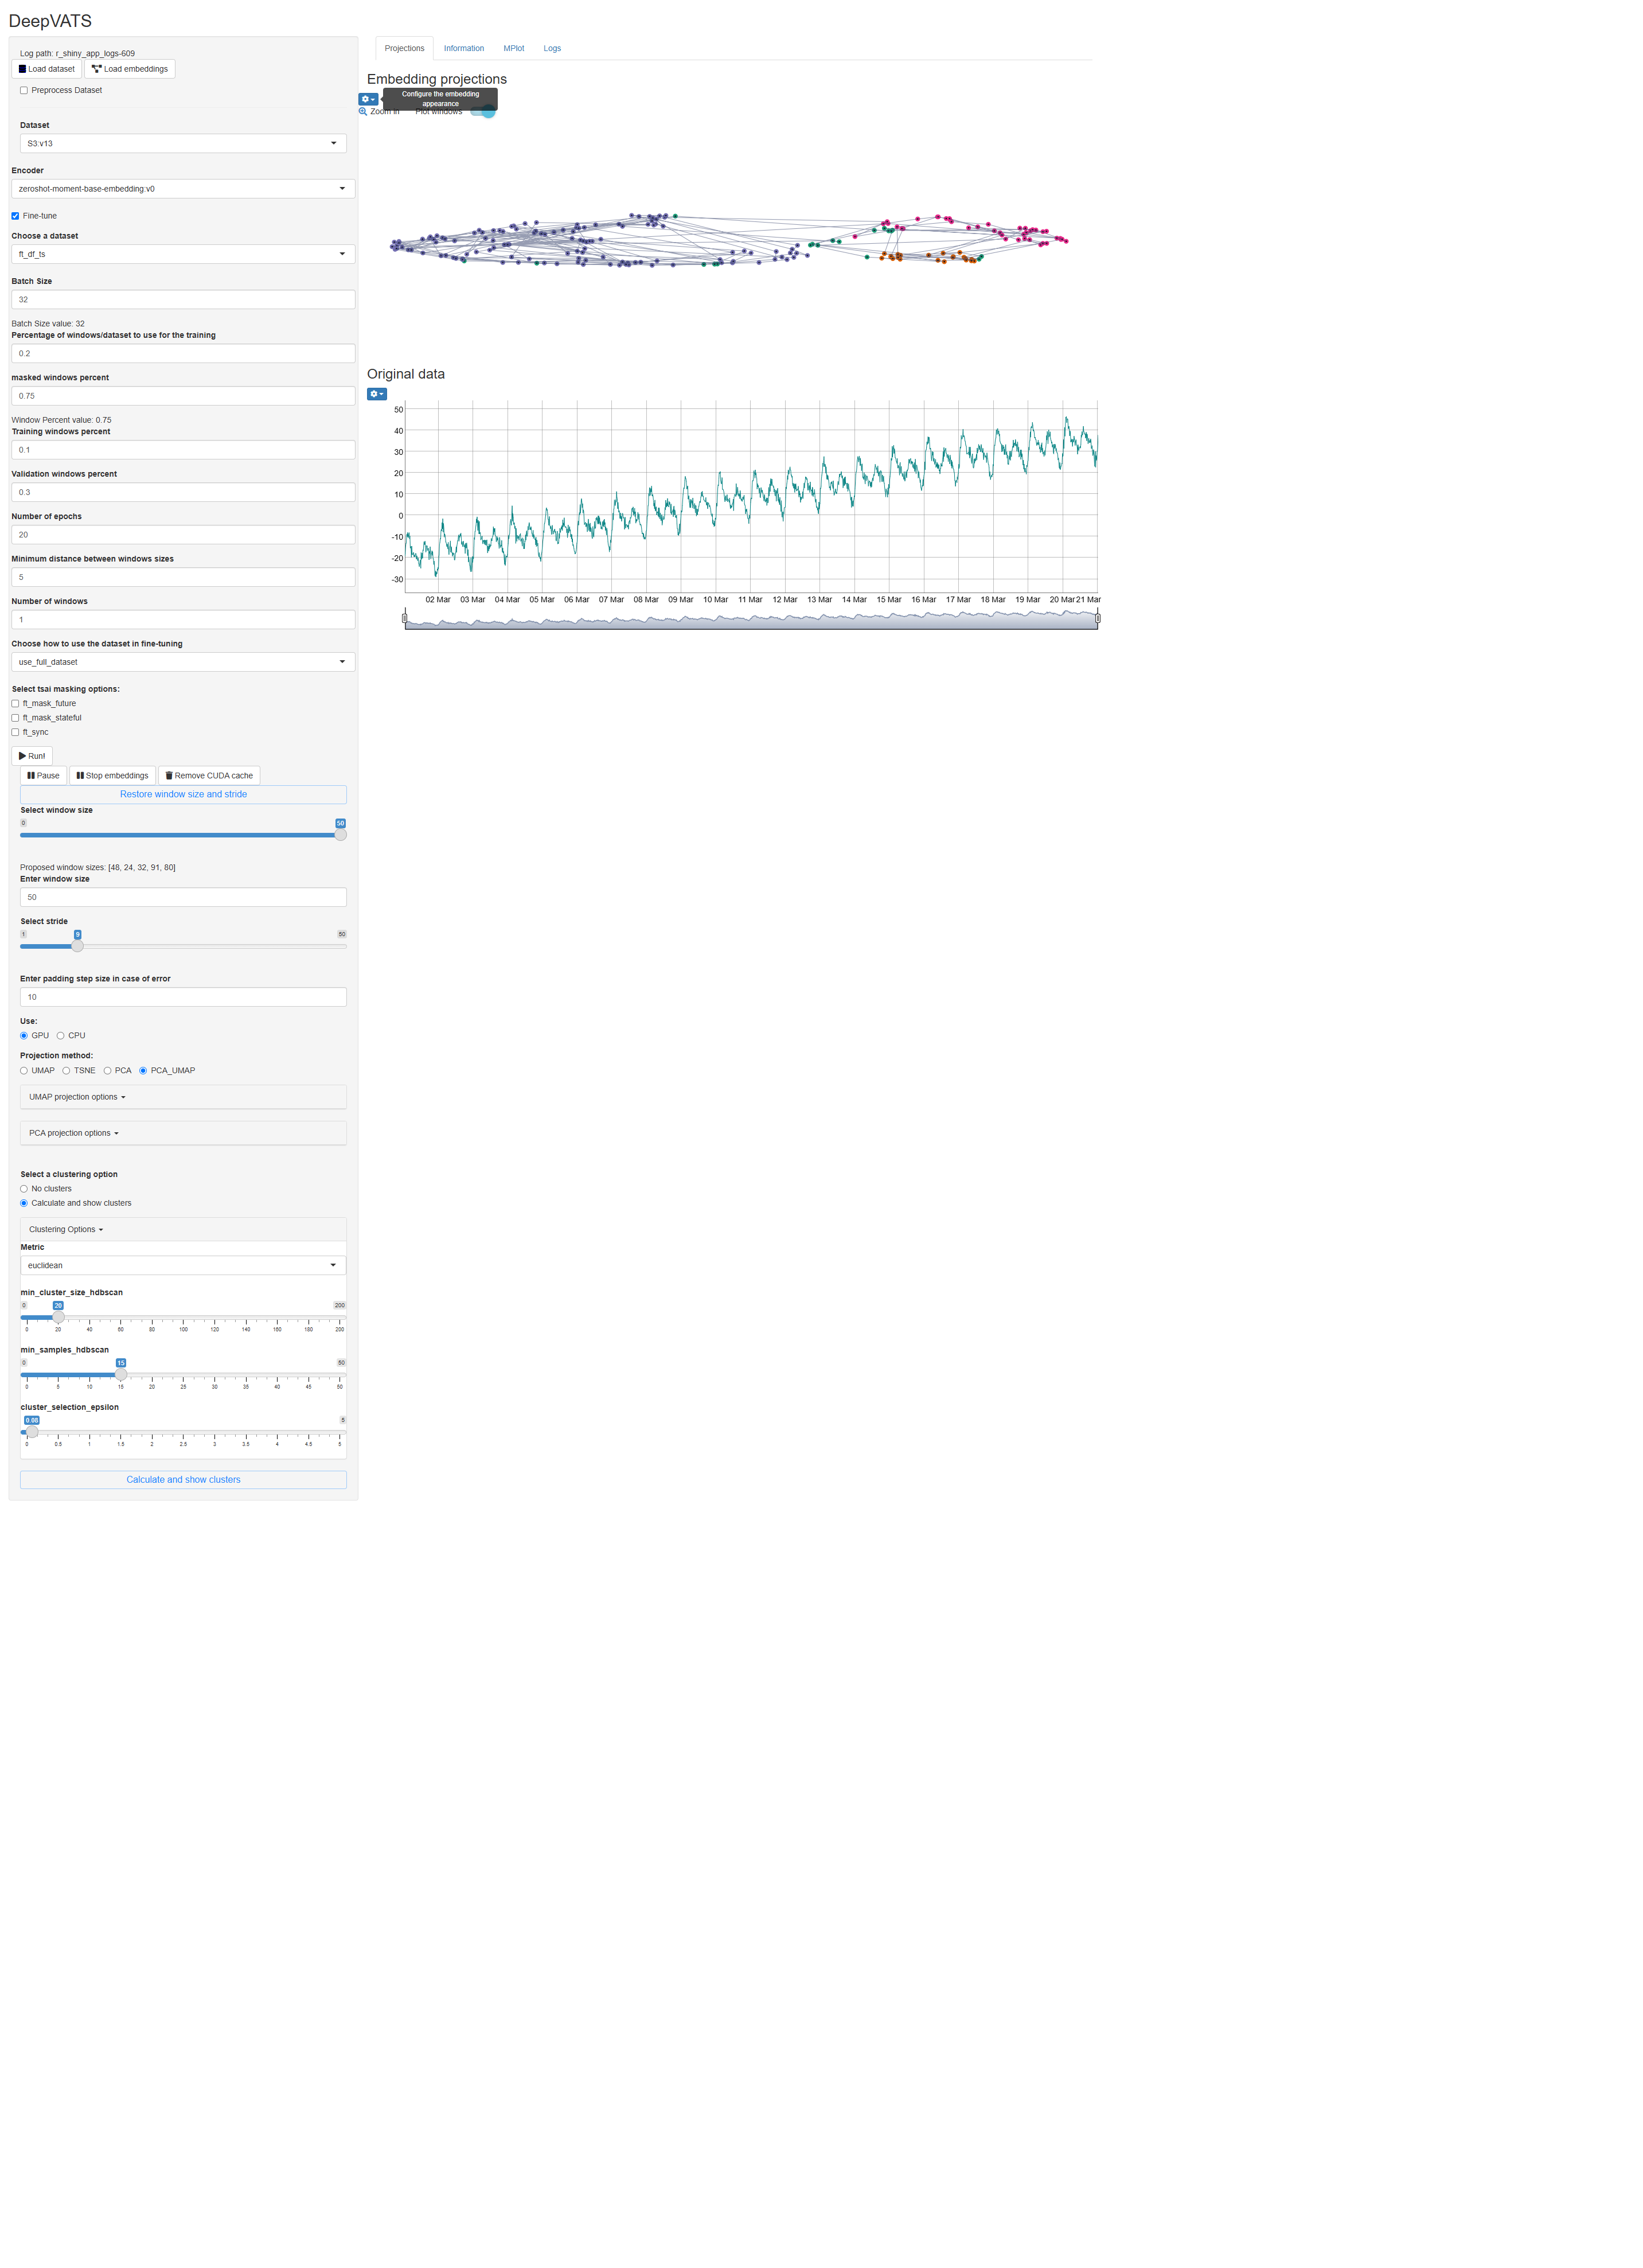 DeepVATS
Log path: r_shiny_app_logs-609
Load dataset
Load embeddings
Preprocess Dataset
Dataset
S3:v13
Encoder
zeroshot-moment-base-embedding:v0
Fine-tune
Choose a dataset
ft_df_ts
Batch Size
32
Batch Size value: 32
Percentage of windows/dataset to use for the training
0.2
masked windows percent
0.75
Window Percent value: 0.75
Training windows percent
0.1
Validation windows percent
0.3
Number of epochs
20
Minimum distance between windows sizes
5
Number of windows
1
Choose how to use the dataset in fine-tuning
use_full_dataset
Select tsai masking options:
ft_mask_future
ft_mask_stateful
ft_sync
Run!
Pause
Stop embeddings
Remove CUDA cache
Restore window size and stride
Select window size
0 50
Proposed window sizes: [48, 24, 32, 91, 80]
Enter window size
50
Select stride
1 9 50
Enter padding step size in case of error
10
Use:
GPU CPU
Projection method:
UMAP TSNE PCA PCA_UMAP
UMAP projection options
PCA projection options
Select a clustering option
No clusters
Calculate and show clusters
Clustering Options
Metric
euclidean
min_cluster_size_hdbscan
0 20 200
0 20 40 60 80 100 120 140 160 180 200
min_samples_hdbscan
0 15 50
0 5 10 15 20 25 30 35 40 45 50
cluster_selection_epsilon
0.08 5
0 0.5 1 1.5 2 2.5 3 3.5 4 4.5 5
Calculate and show clusters
Projections Information MPlot Logs
Embedding projections
Configure the embedding
appearance
Zoom in Plot windows
Original data
50
40
30
20
10
0
-10
-20
-30
02 Mar 03 Mar 04 Mar 05 Mar 06 Mar 07 Mar 08 Mar 09 Mar 10 Mar 11 Mar 12 Mar 13 Mar 14 Mar 15 Mar 16 Mar 17 Mar 18 Mar 19 Mar 20 Mar 21 Mar